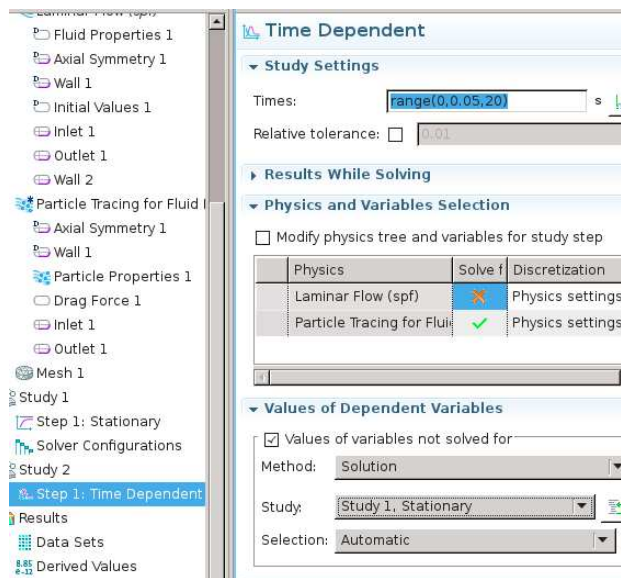 Laminar Flow (spf)
Fluid Properties 1
Axial Symmetry 1
Wall 1
Initial Values 1
Inlet 1
Outlet 1
Wall 2
Particle Tracing for Fluid
Axial Symmetry 1
Wall 1
Particle Properties 1
Drag Force 1
Inlet 1
Outlet 1
Mesh 1
Study 1
Step 1: Stationary
Solver Configurations
Study 2
Step 1: Time Dependent
Results
Data Sets
8.85
e-12
Derived Values
Time Dependent
Study Settings
Times: range(0,0.05,20) s
Relative tolerance: 0.01
Results While Solving
Physics and Variables Selection
Modify physics tree and variables for study step
Physics Solve f Discretization
Laminar Flow (spf) Physics settings
Particle Tracing for Flui Physics settings
Values of Dependent Variables
Values of variables not solved for
Method: Solution
Study: Study 1, Stationary
Selection: Automatic